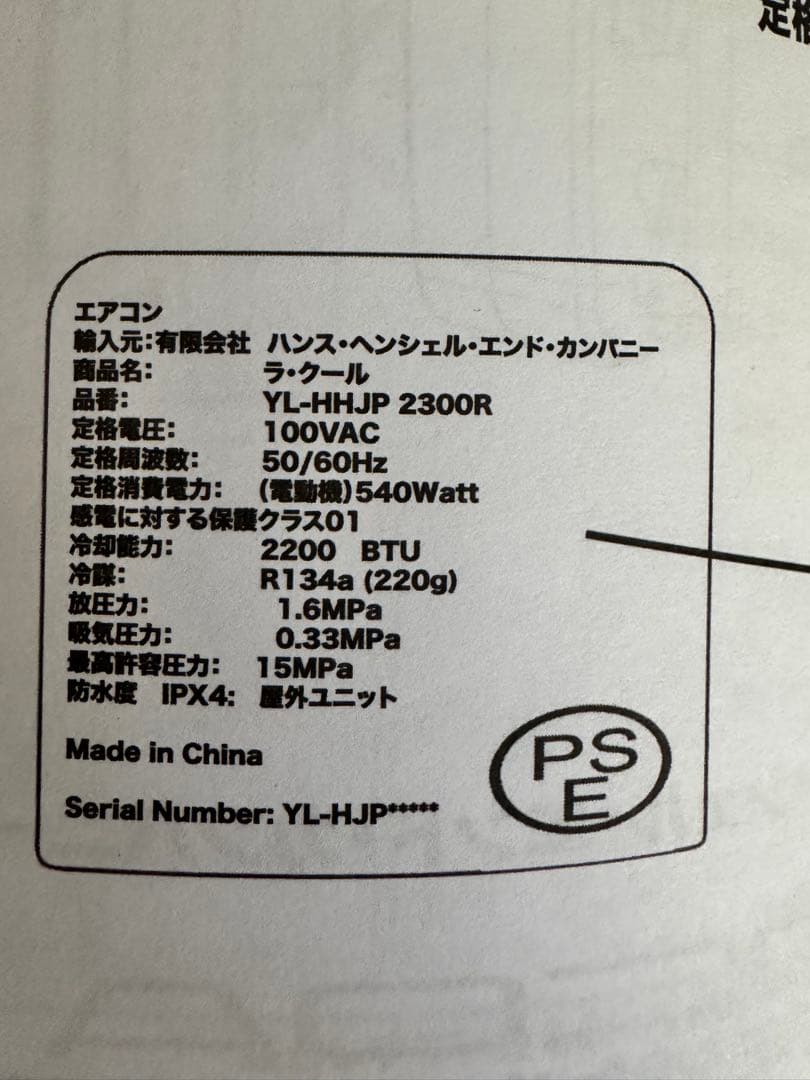 定格
エアコン
輸入元:有限会社 ハンス・ヘンシェル・エンド・カンパニー
商品名: ラ・クール
品番: YL-HHJP 2300R
定格電圧: 100VAC
定格周波数: 50/60Hz
定格消費電力: (電動機)540Watt
感電に対する保護クラス01
冷却能力: 2200 BTU
冷謀: R134a (220g)
放圧力: 1.6MPa
吸気圧力: 0.33MPa
最高許容圧力: 15MPa
防水度 IPX4: 屋外ユニット
Made in China
PSE
Serial Number: YL-HJP*****